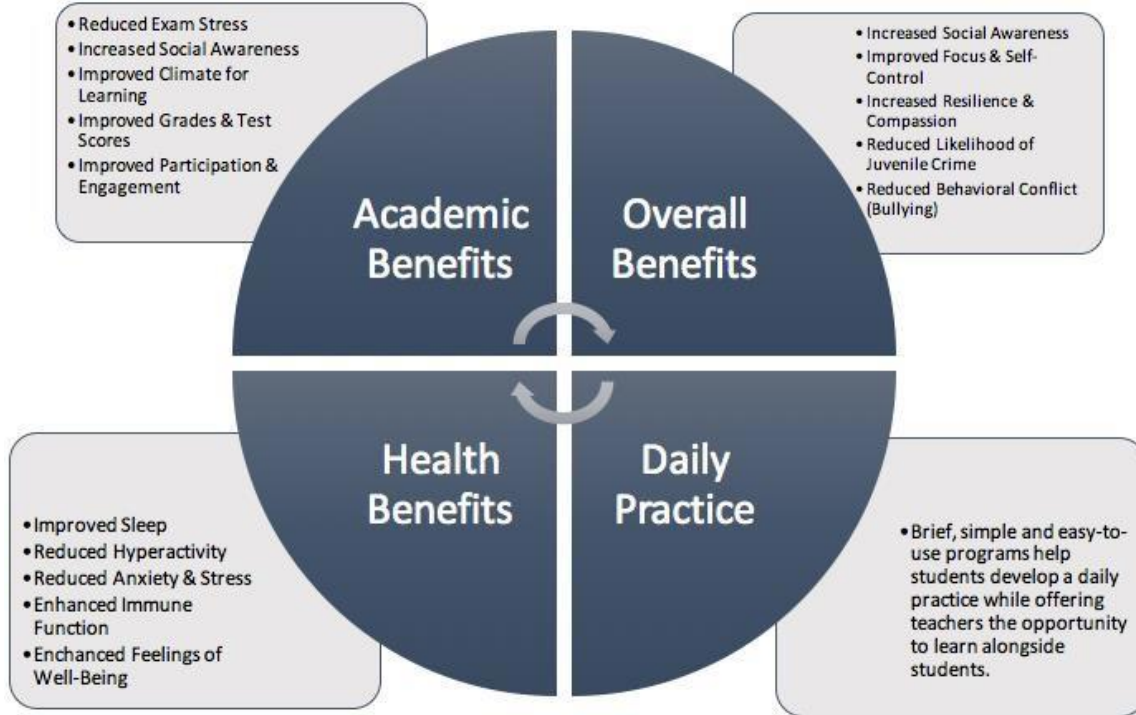 •Reduced Exam Stress
•Increased Social Awareness
•Improved Climate for
Learning
•Improved Grades & Test
Scores
•Improved Participation &
Engagement
•Increased Social Awareness
•Improved Focus & Self-
Control
•Increased Resilience &
Compassion
•Reduced Likelihood of
Juvenile Crime
•Reduced Behavioral Conflict
(Bullying)
Academic
Benefits
Overall
Benefits
Health
Benefits
Daily
Practice
•Improved Sleep
•Reduced Hyperactivity
•Reduced Anxiety & Stress
•Enhanced Immune
Function
•Enchanced Feelings of
Well-Being
•Brief, simple and easy-to-
use programs help
students develop a daily
practice while offering
teachers the opportunity
to learn alongside
students.